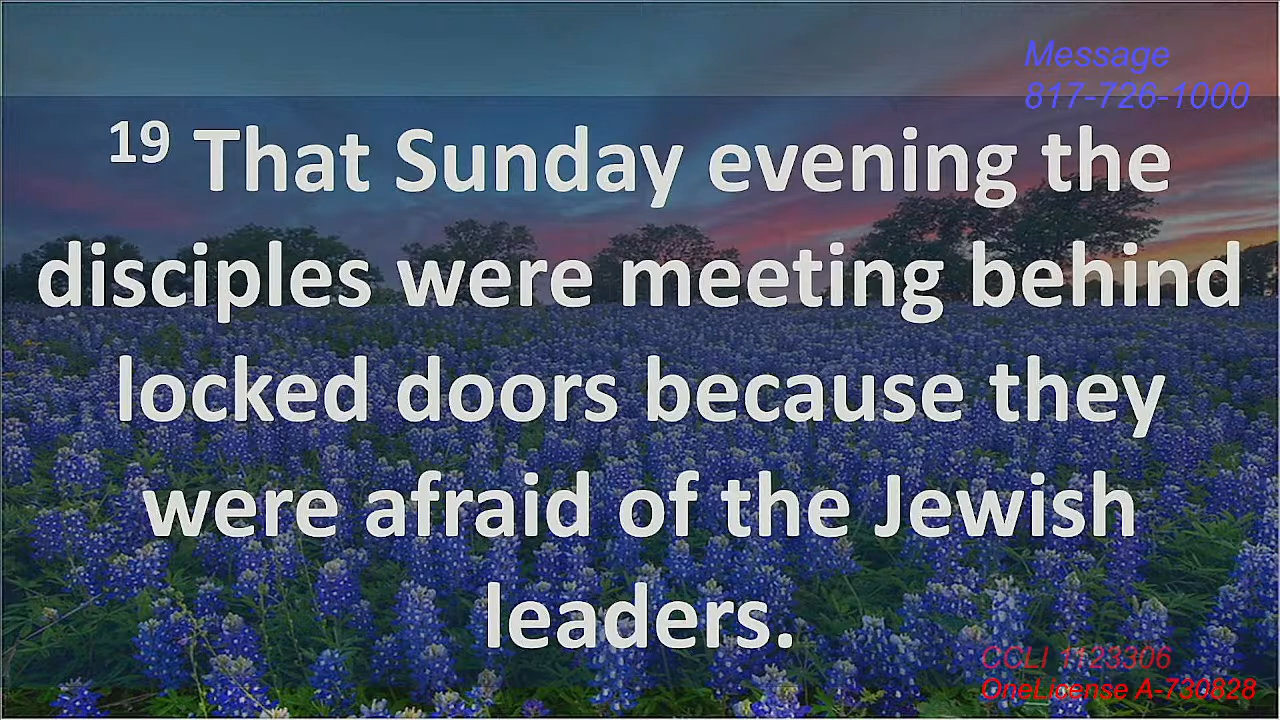 Message
817-726-1000
19 That Sunday evening the
disciples were meeting behind
locked doors because they
were afraid of the Jewish
leaders.
CCLI 1123306
OneLicense A-730828